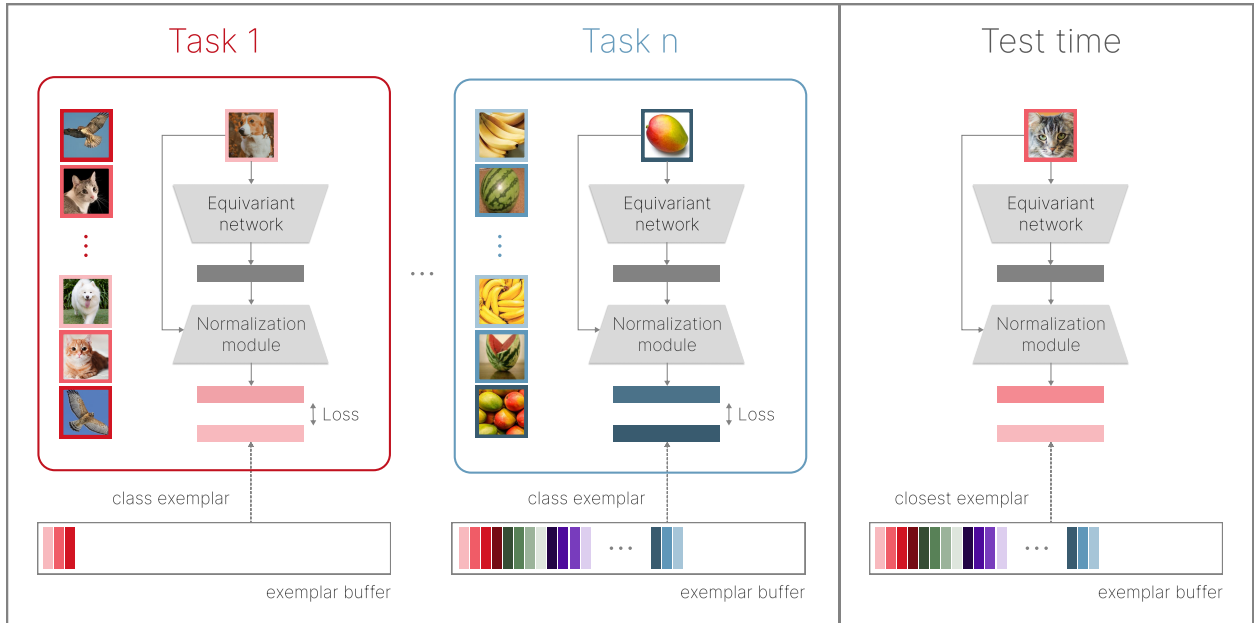 Task 1
Equivariant
network
Normalization
module
Loss
class exemplar
exemplar buffer
...
Task n
Equivariant
network
Normalization
module
Loss
class exemplar
...
exemplar buffer
Test time
Equivariant
network
Normalization
module
closest exemplar
...
exemplar buffer